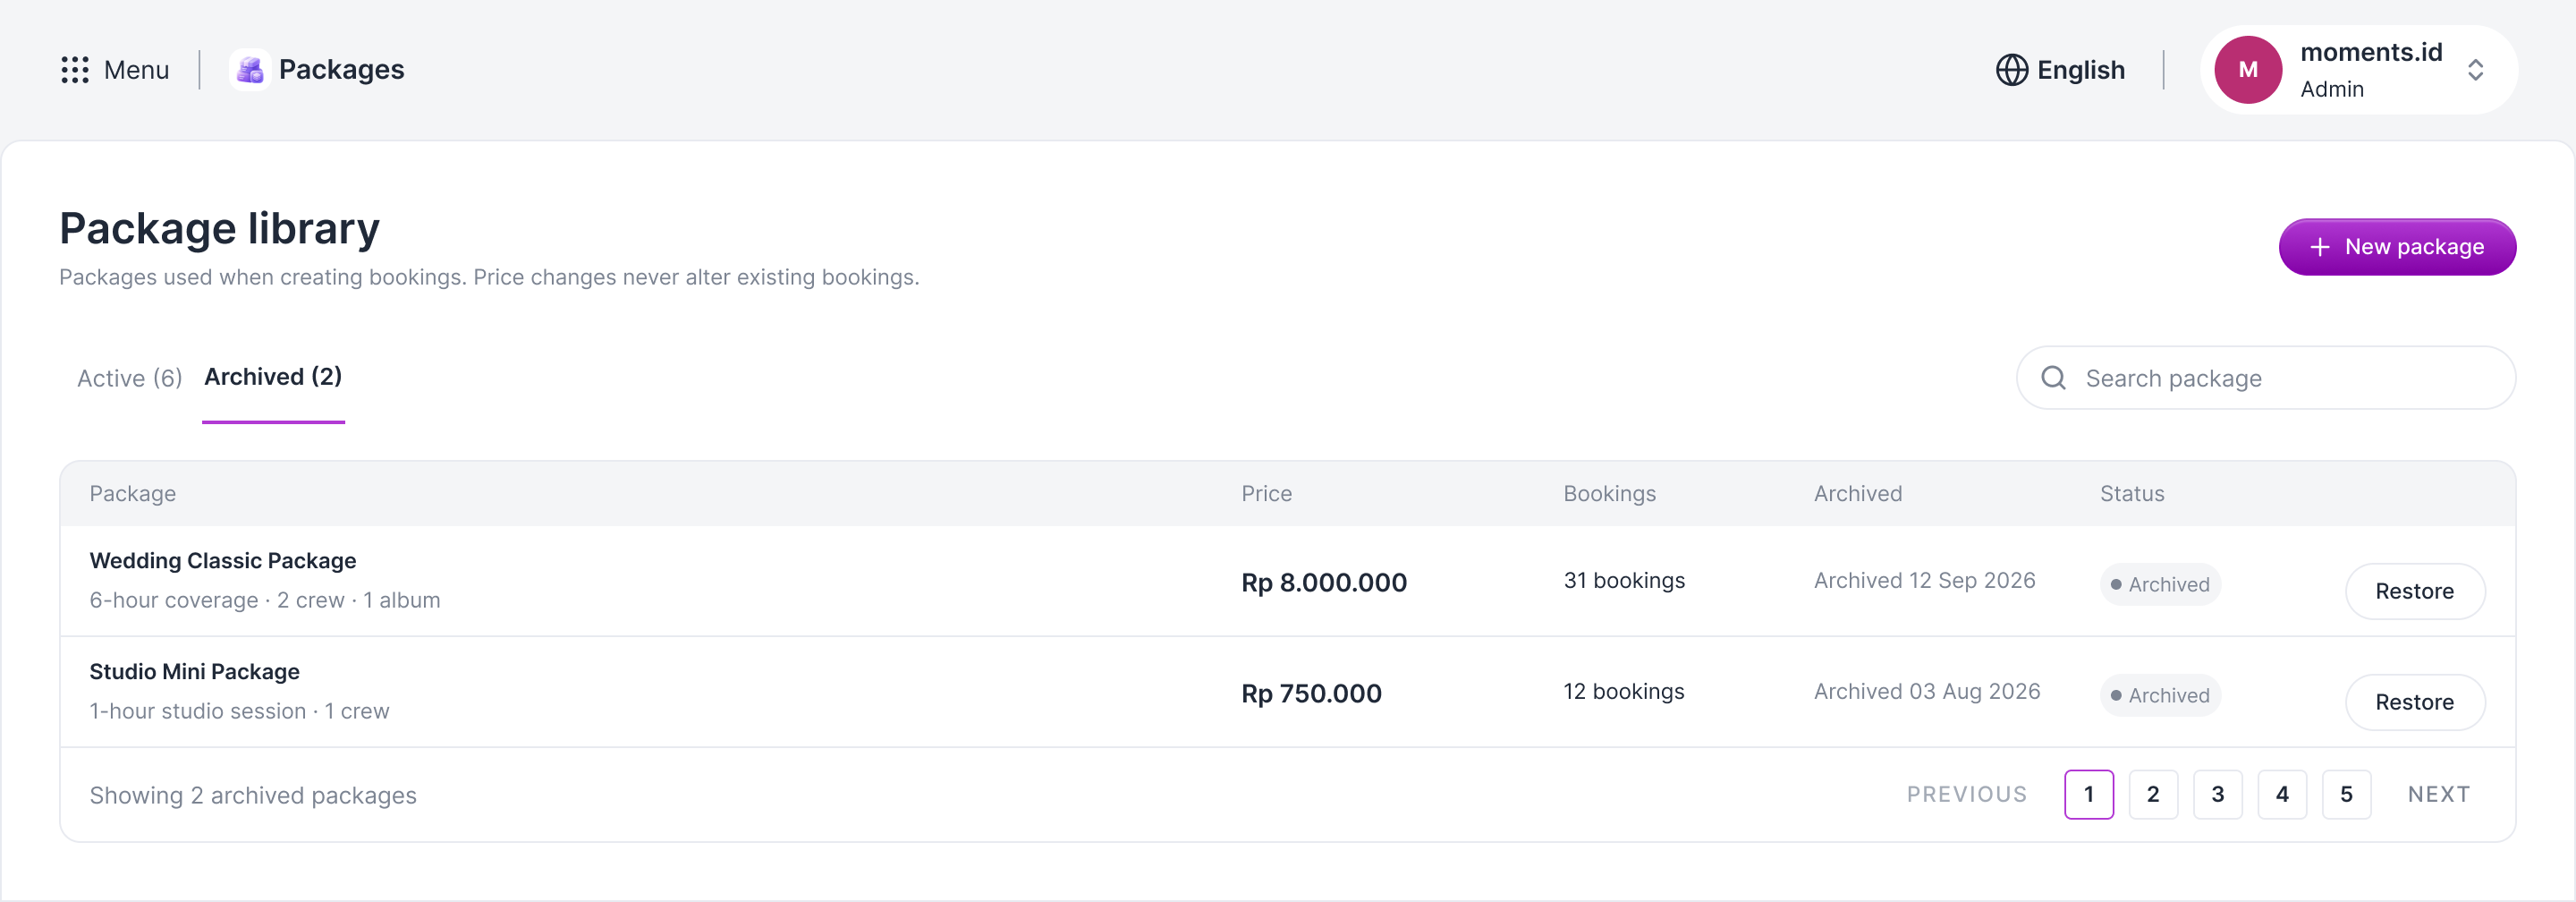 Menu
Packages
English
M
moments.id
Admin
Package library
Packages used when creating bookings. Price changes never alter existing bookings.
New package
Active (6)
Archived (2)
Search package
Package Price Bookings Archived Status
Wedding Classic Package
6-hour coverage · 2 crew · 1 album
Rp 8.000.000
31 bookings
Archived 12 Sep 2026
Archived
Restore
Studio Mini Package
1-hour studio session · 1 crew
Rp 750.000
12 bookings
Archived 03 Aug 2026
Archived
Restore
Showing 2 archived packages
PREVIOUS 1 2 3 4 5 NEXT